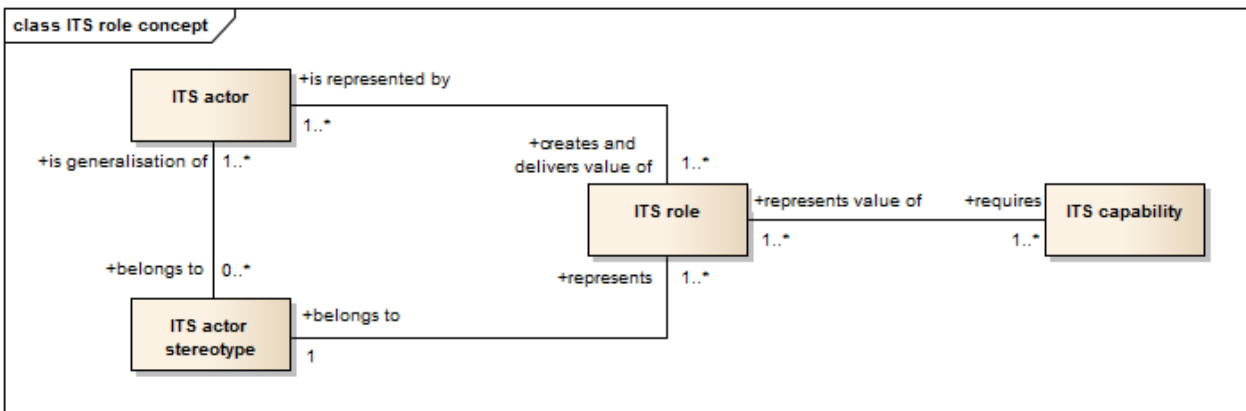 class ITS role concept
ITS actor
+is represented by
1..*
+is generalisation of
1..*
+creates and
delivers value of
1..*
ITS role
+represents value of
1..*
+requires
1..*
ITS capability
+belongs to
0..*
+represents
1..*
ITS actor
stereotype
+belongs to
1